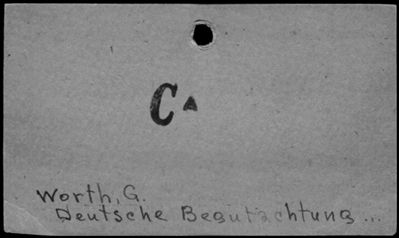 C▲
Worth, G.
Deutsche Begutachtung...